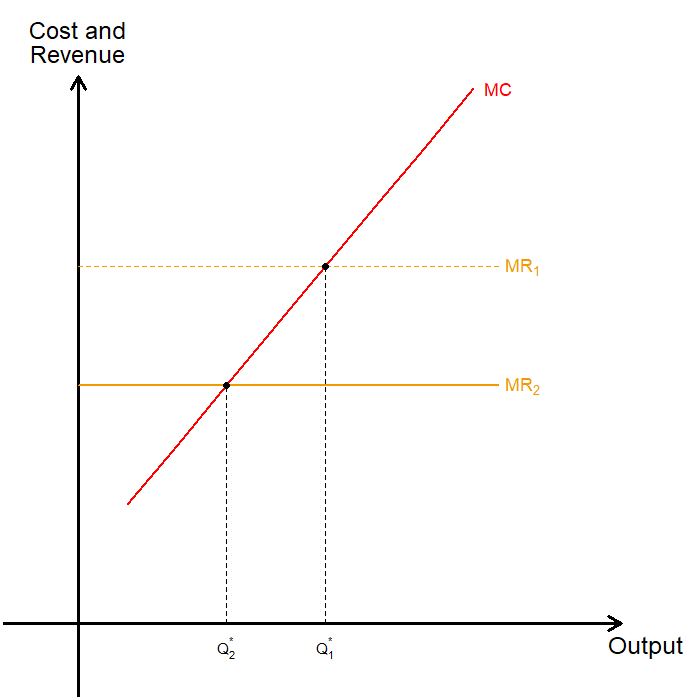 Cost and
Revenue
MC
MR₁
MR₂
Q₂*
Q₁*
Output